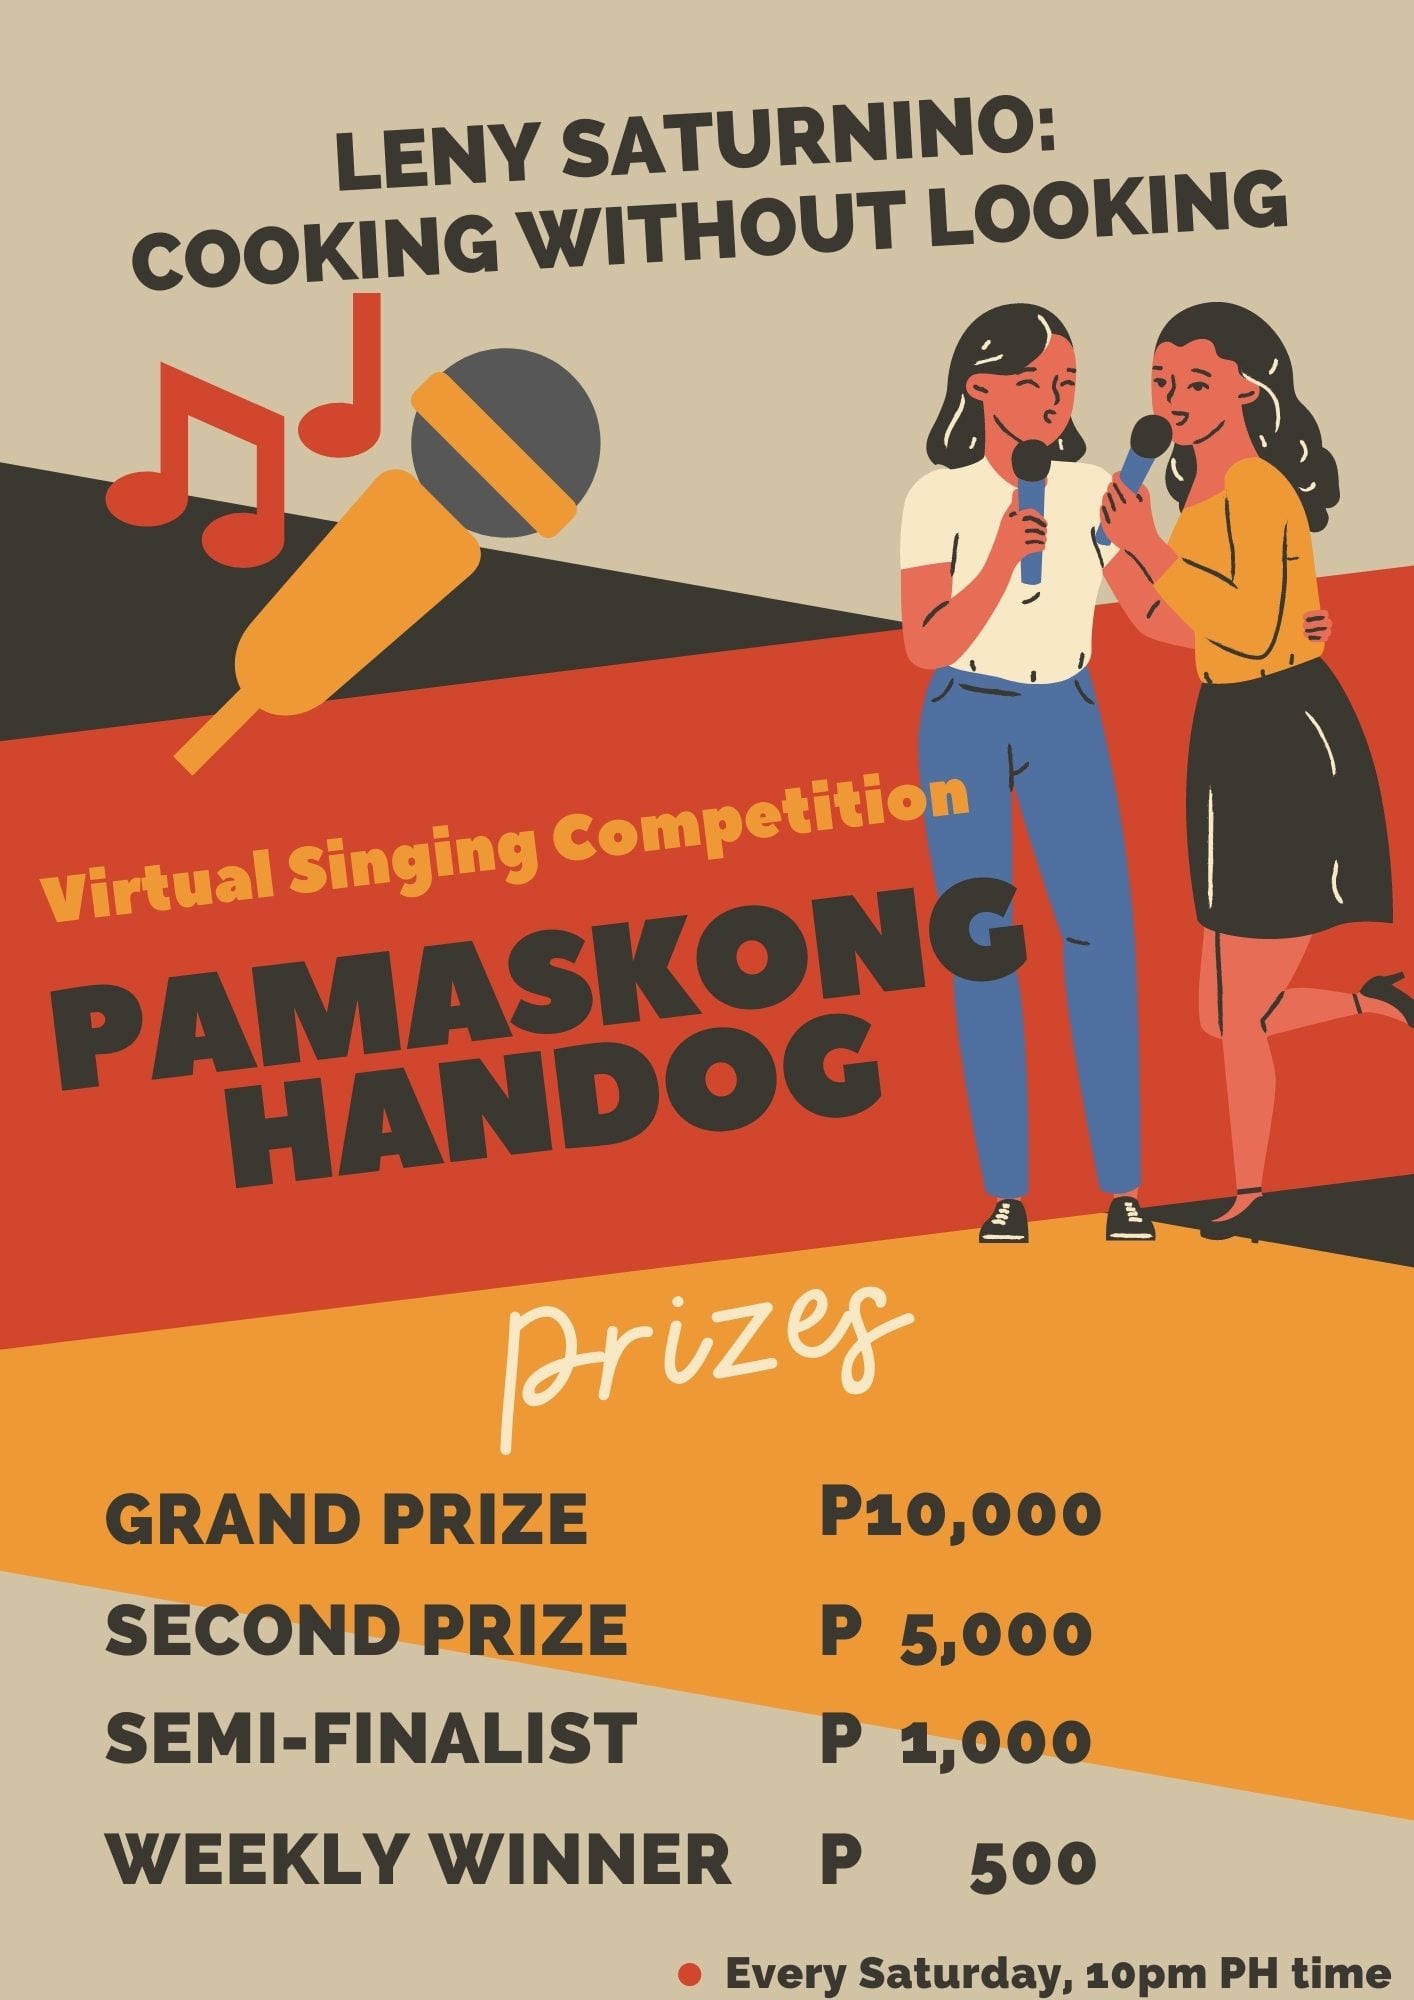 LENY SATURNINO:
COOKING WITHOUT LOOKING
Virtual Singing Competition
PAMASKONG
HANDOG
prizes
GRAND PRIZE P10,000
SECOND PRIZE P 5,000
SEMI-FINALIST P 1,000
WEEKLY WINNER P 500
Every Saturday, 10pm PH time